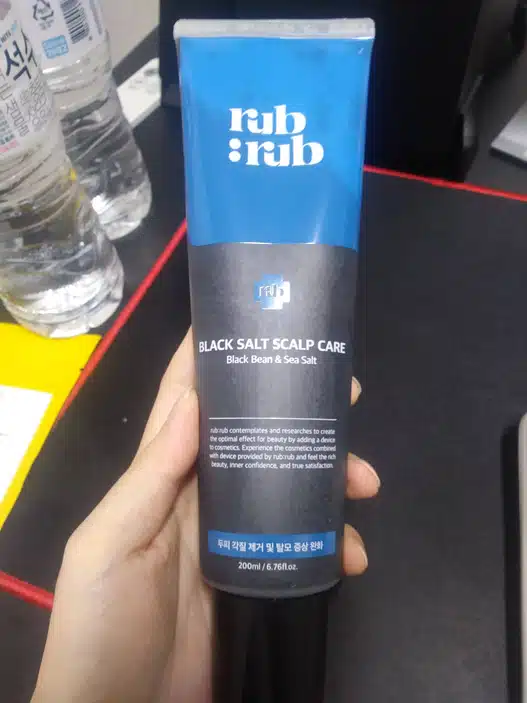 rub
:rub
rub
BLACK SALT SCALP CARE
Black Bean & Sea Salt
rub:rub contemplates and researches to create
the optimal effect for beauty by adding a device
to cosmetics. Experience the cosmetics combined
with device provided by rub:rub and feel the rich
beauty, inner confidence, and true satisfaction.
두피 각질 제거 및 탈모 증상 완화
200ml / 6.76fl.oz.
석
샘물